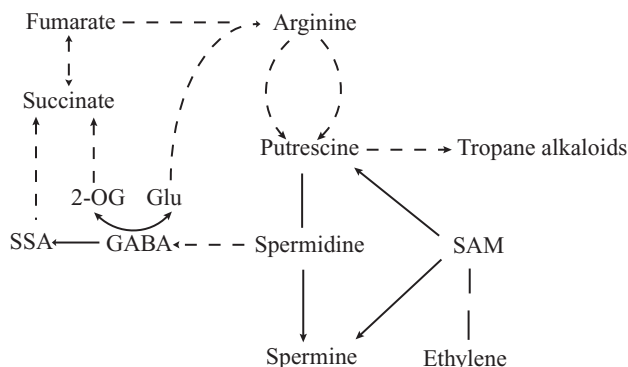 Fumarate Arginine
Succinate
Putrescine Tropane alkaloids
2-OG Glu
SSA GABA Spermidine SAM
Spermine Ethylene